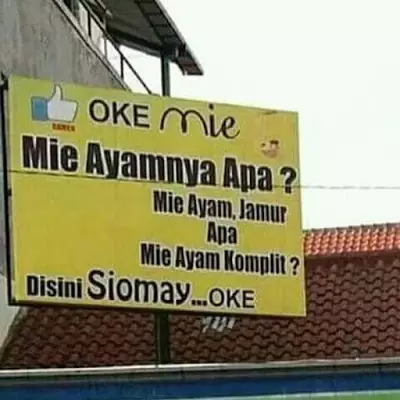 OKE mie
Mie Ayamnya Apa ?
Mie Ayam, Jamur
Apa
Mie Ayam Komplit ?
Disini Siomay...OKE